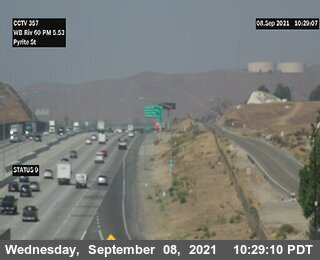 CCTV 357
WB Riv 60 PM 5.53
Pyrite St
08.Sep 2021
10:29:07
STATUS 9
Wednesday, September 08, 2021 10:29:10 PDT